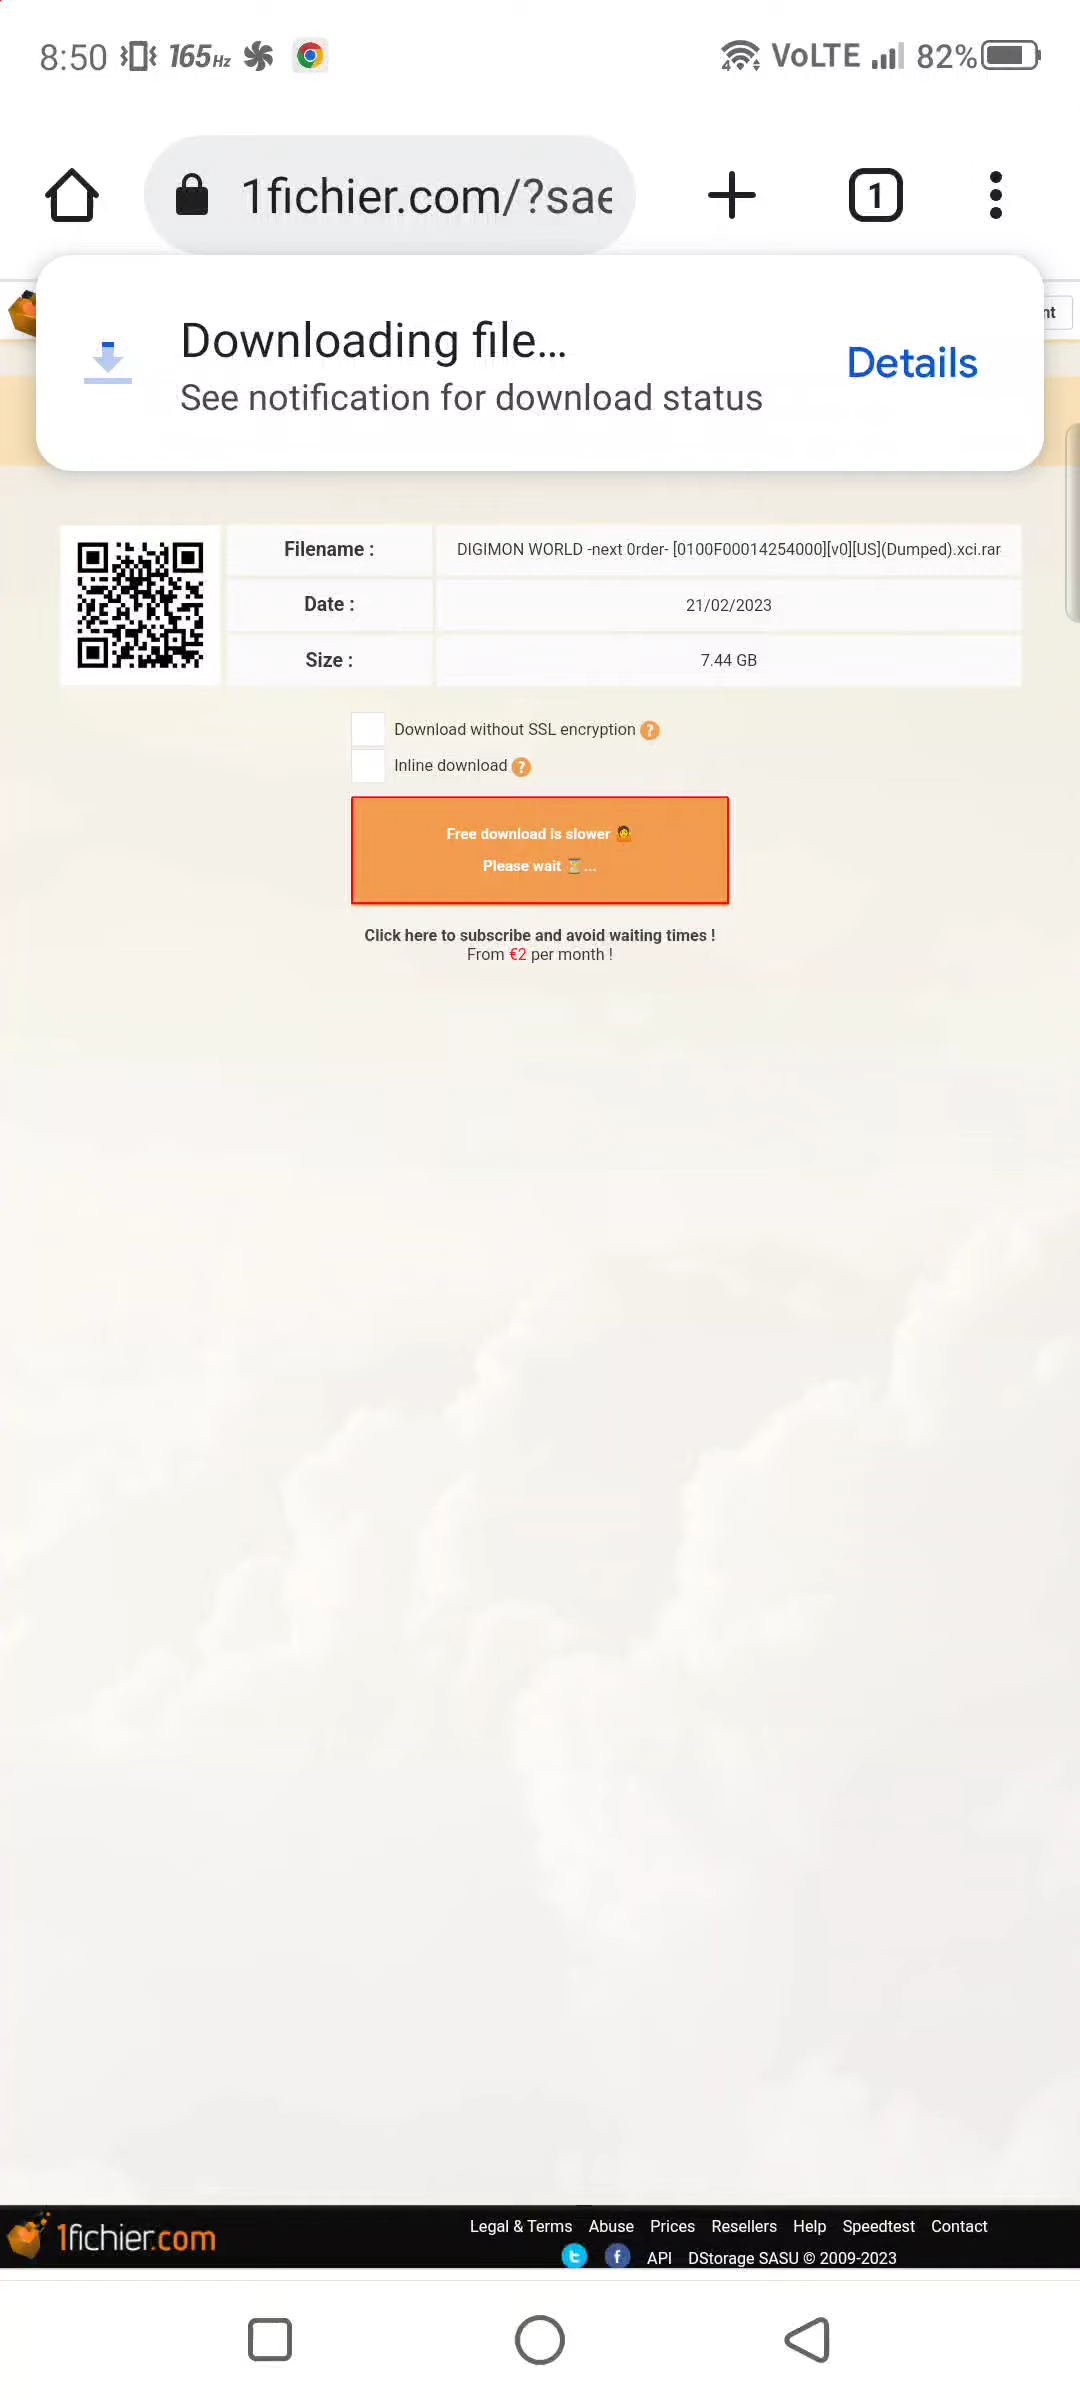 8:50 165Hz 4 VoLTE 82%
1fichier.com/?sae
1
nt
Downloading file...
See notification for download status
Details
Filename : DIGIMON WORLD -next 0rder- [0100F00014254000][v0][US](Dumped).xci.rar
Date : 21/02/2023
Size : 7.44 GB
Download without SSL encryption ?
Inline download ?
Free download is slower 🤷
Please wait ⏳...
Click here to subscribe and avoid waiting times !
From €2 per month !
1fichier.com
Legal & Terms Abuse Prices Resellers Help Speedtest Contact
API DStorage SASU © 2009-2023